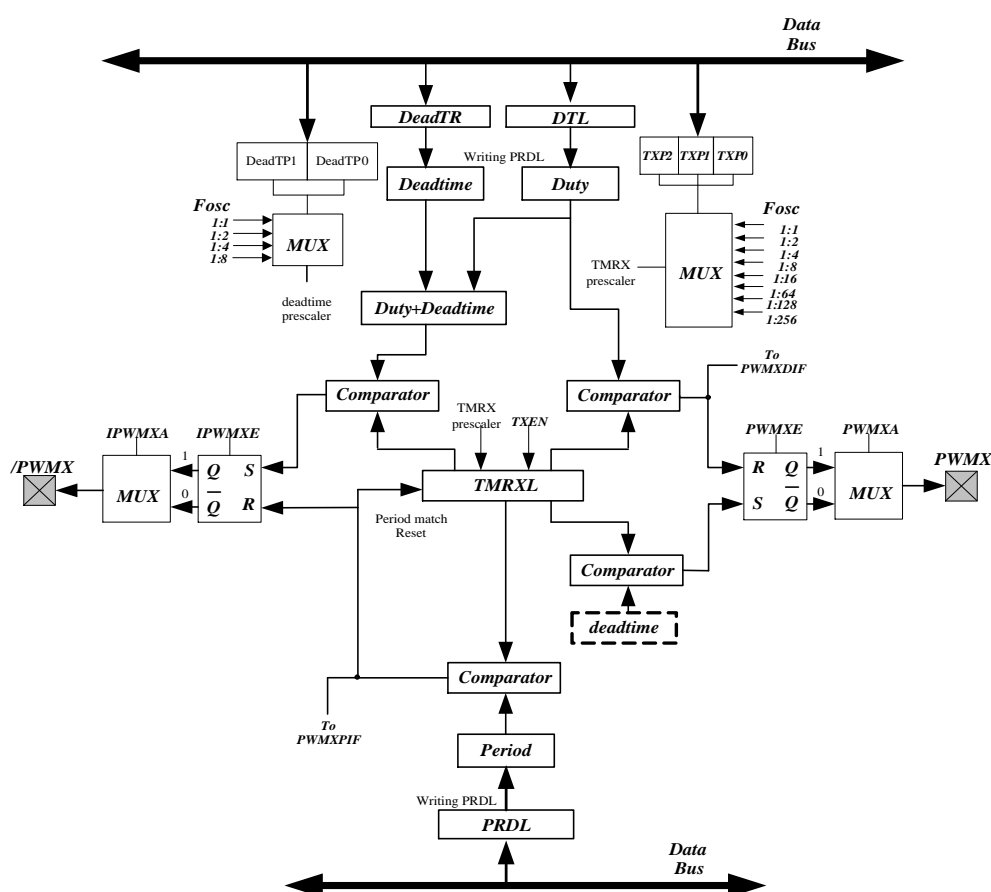 Data
Bus
DeadTR
DTL
DeadTP1
DeadTP0
Writing PRDL
TXP2
TXP1
TXP0
Deadtime
Duty
Fosc
1:1
1:2
1:4
1:8
MUX
deadtime
prescaler
Fosc
1:1
1:2
1:4
1:8
1:16
1:64
1:128
1:256
TMRX
prescaler
MUX
Duty+Deadtime
To
PWMXDIF
Comparator
Comparator
TMRX
prescaler
TXEN
IPWMXA
IPWMXE
PWMXE
PWMXA
/PWMX
MUX
1
0
Q S
Q R
TMRXL
R Q
S Q
1
0
MUX
PWMX
Period match
Reset
Comparator
deadtime
Comparator
To
PWMXPIF
Period
Writing PRDL
PRDL
Data
Bus